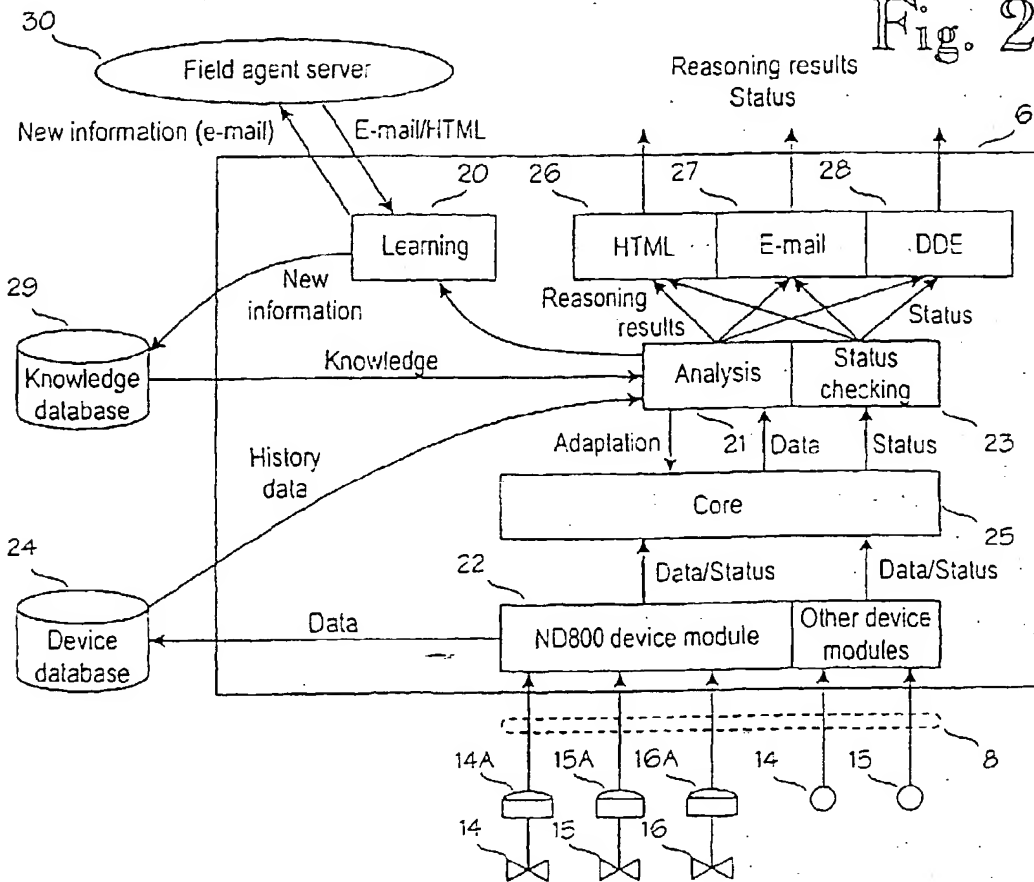 Fig. 2
30
Field agent server
Reasoning results
Status
New information (e-mail)
E-mail/HTML
6
20
26
27
28
Learning
HTML
E-mail
DDE
New
information
Reasoning
results
Status
29
Knowledge
database
Knowledge
Analysis
Status
checking
Adaptation
21
Data
Status
23
History
data
Core
25
24
22
Data/Status
Data/Status
Device
database
Data
ND800 device module
Other device
modules
8
14A
15A
16A
14
15
14
15
16